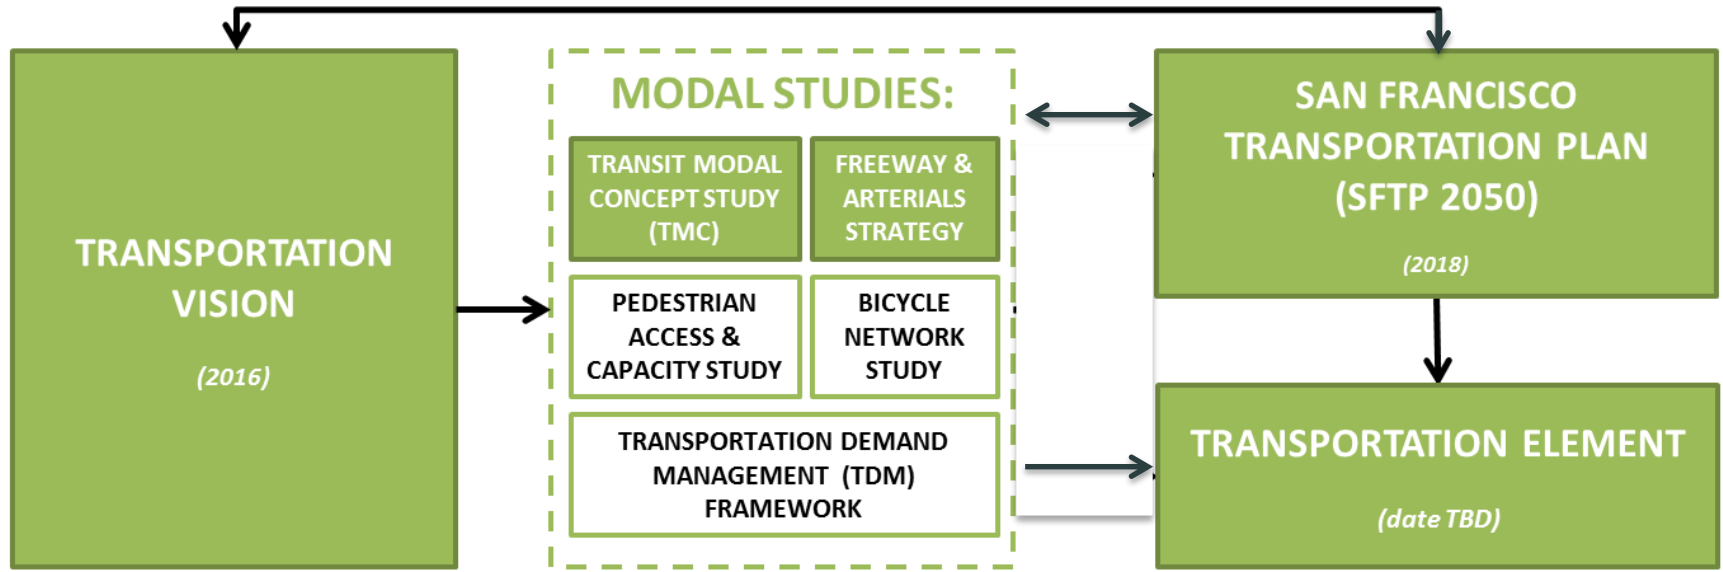 TRANSPORTATION
VISION
(2016)
MODAL STUDIES:
TRANSIT MODAL
CONCEPT STUDY
(TMC)
FREEWAY &
ARTERIALS
STRATEGY
PEDESTRIAN
ACCESS &
CAPACITY STUDY
BICYCLE
NETWORK
STUDY
TRANSPORTATION DEMAND
MANAGEMENT (TDM)
FRAMEWORK
SAN FRANCISCO
TRANSPORTATION PLAN
(SFTP 2050)
(2018)
TRANSPORTATION ELEMENT
(date TBD)